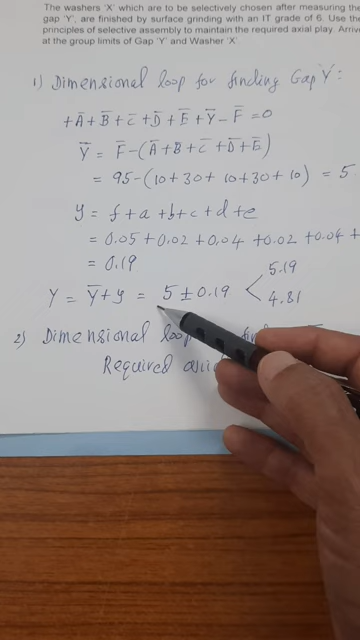 The washers 'X' which are to be selectively chosen after measuring the
gap 'Y', are finished by surface grinding with an IT grade of 6. Use the
principles of selective assembly to maintain the required axial play. Arrive
at the group limits of Gap 'Y' and Washer 'X'.
1) Dimensional loop for finding Gap Y:
+A̅+B̅+C̅+D̅+E̅+Y̅-F̅=0
Y̅ = F̅-(A̅+B+C̅+D̅+E̅)
= 95-(10+30+10+30+10) = 5
y = f+a+b+c+d+e
= 0.05+0.02+0.04+0.02+0.04+
= 0.19
Y = Y̅+y = 5±0.19 < 5.19
4.81
2) Dimensional loop
Required